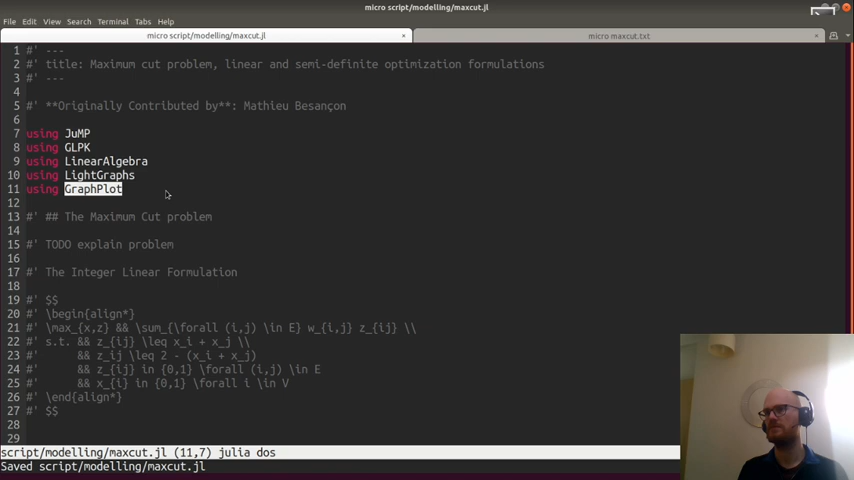 micro script/modelling/maxcut.jl
File Edit View Search Terminal Tabs Help
micro script/modelling/maxcut.jl × micro maxcut.txt ×
1 #' ---
2 #' title: Maximum cut problem, linear and semi-definite optimization formulations
3 #' ---
4
5 #' **Originally Contributed by**: Mathieu Besançon
6
7 using JuMP
8 using GLPK
9 using LinearAlgebra
10 using LightGraphs
11 using GraphPlot
12
13 #' ## The Maximum Cut problem
14
15 #' TODO explain problem
16
17 #' The Integer Linear Formulation
18
19 #' $$
20 #' \begin{align*}
21 #' \max_{x,z} && \sum_{\forall (i,j) \in E} w_{i,j} z_{ij} \\
22 #' s.t. && z_{ij} \leq x_i + x_j \\
23 #'      && z_ij \leq 2 - (x_i + x_j)
24 #'      && z_{ij} in {0,1} \forall (i,j) \in E
25 #'      && x_{i} in {0,1} \forall i \in V
26 #' \end{align*}
27 #' $$
28
29
script/modelling/maxcut.jl (11,7) julia dos
Saved script/modelling/maxcut.jl